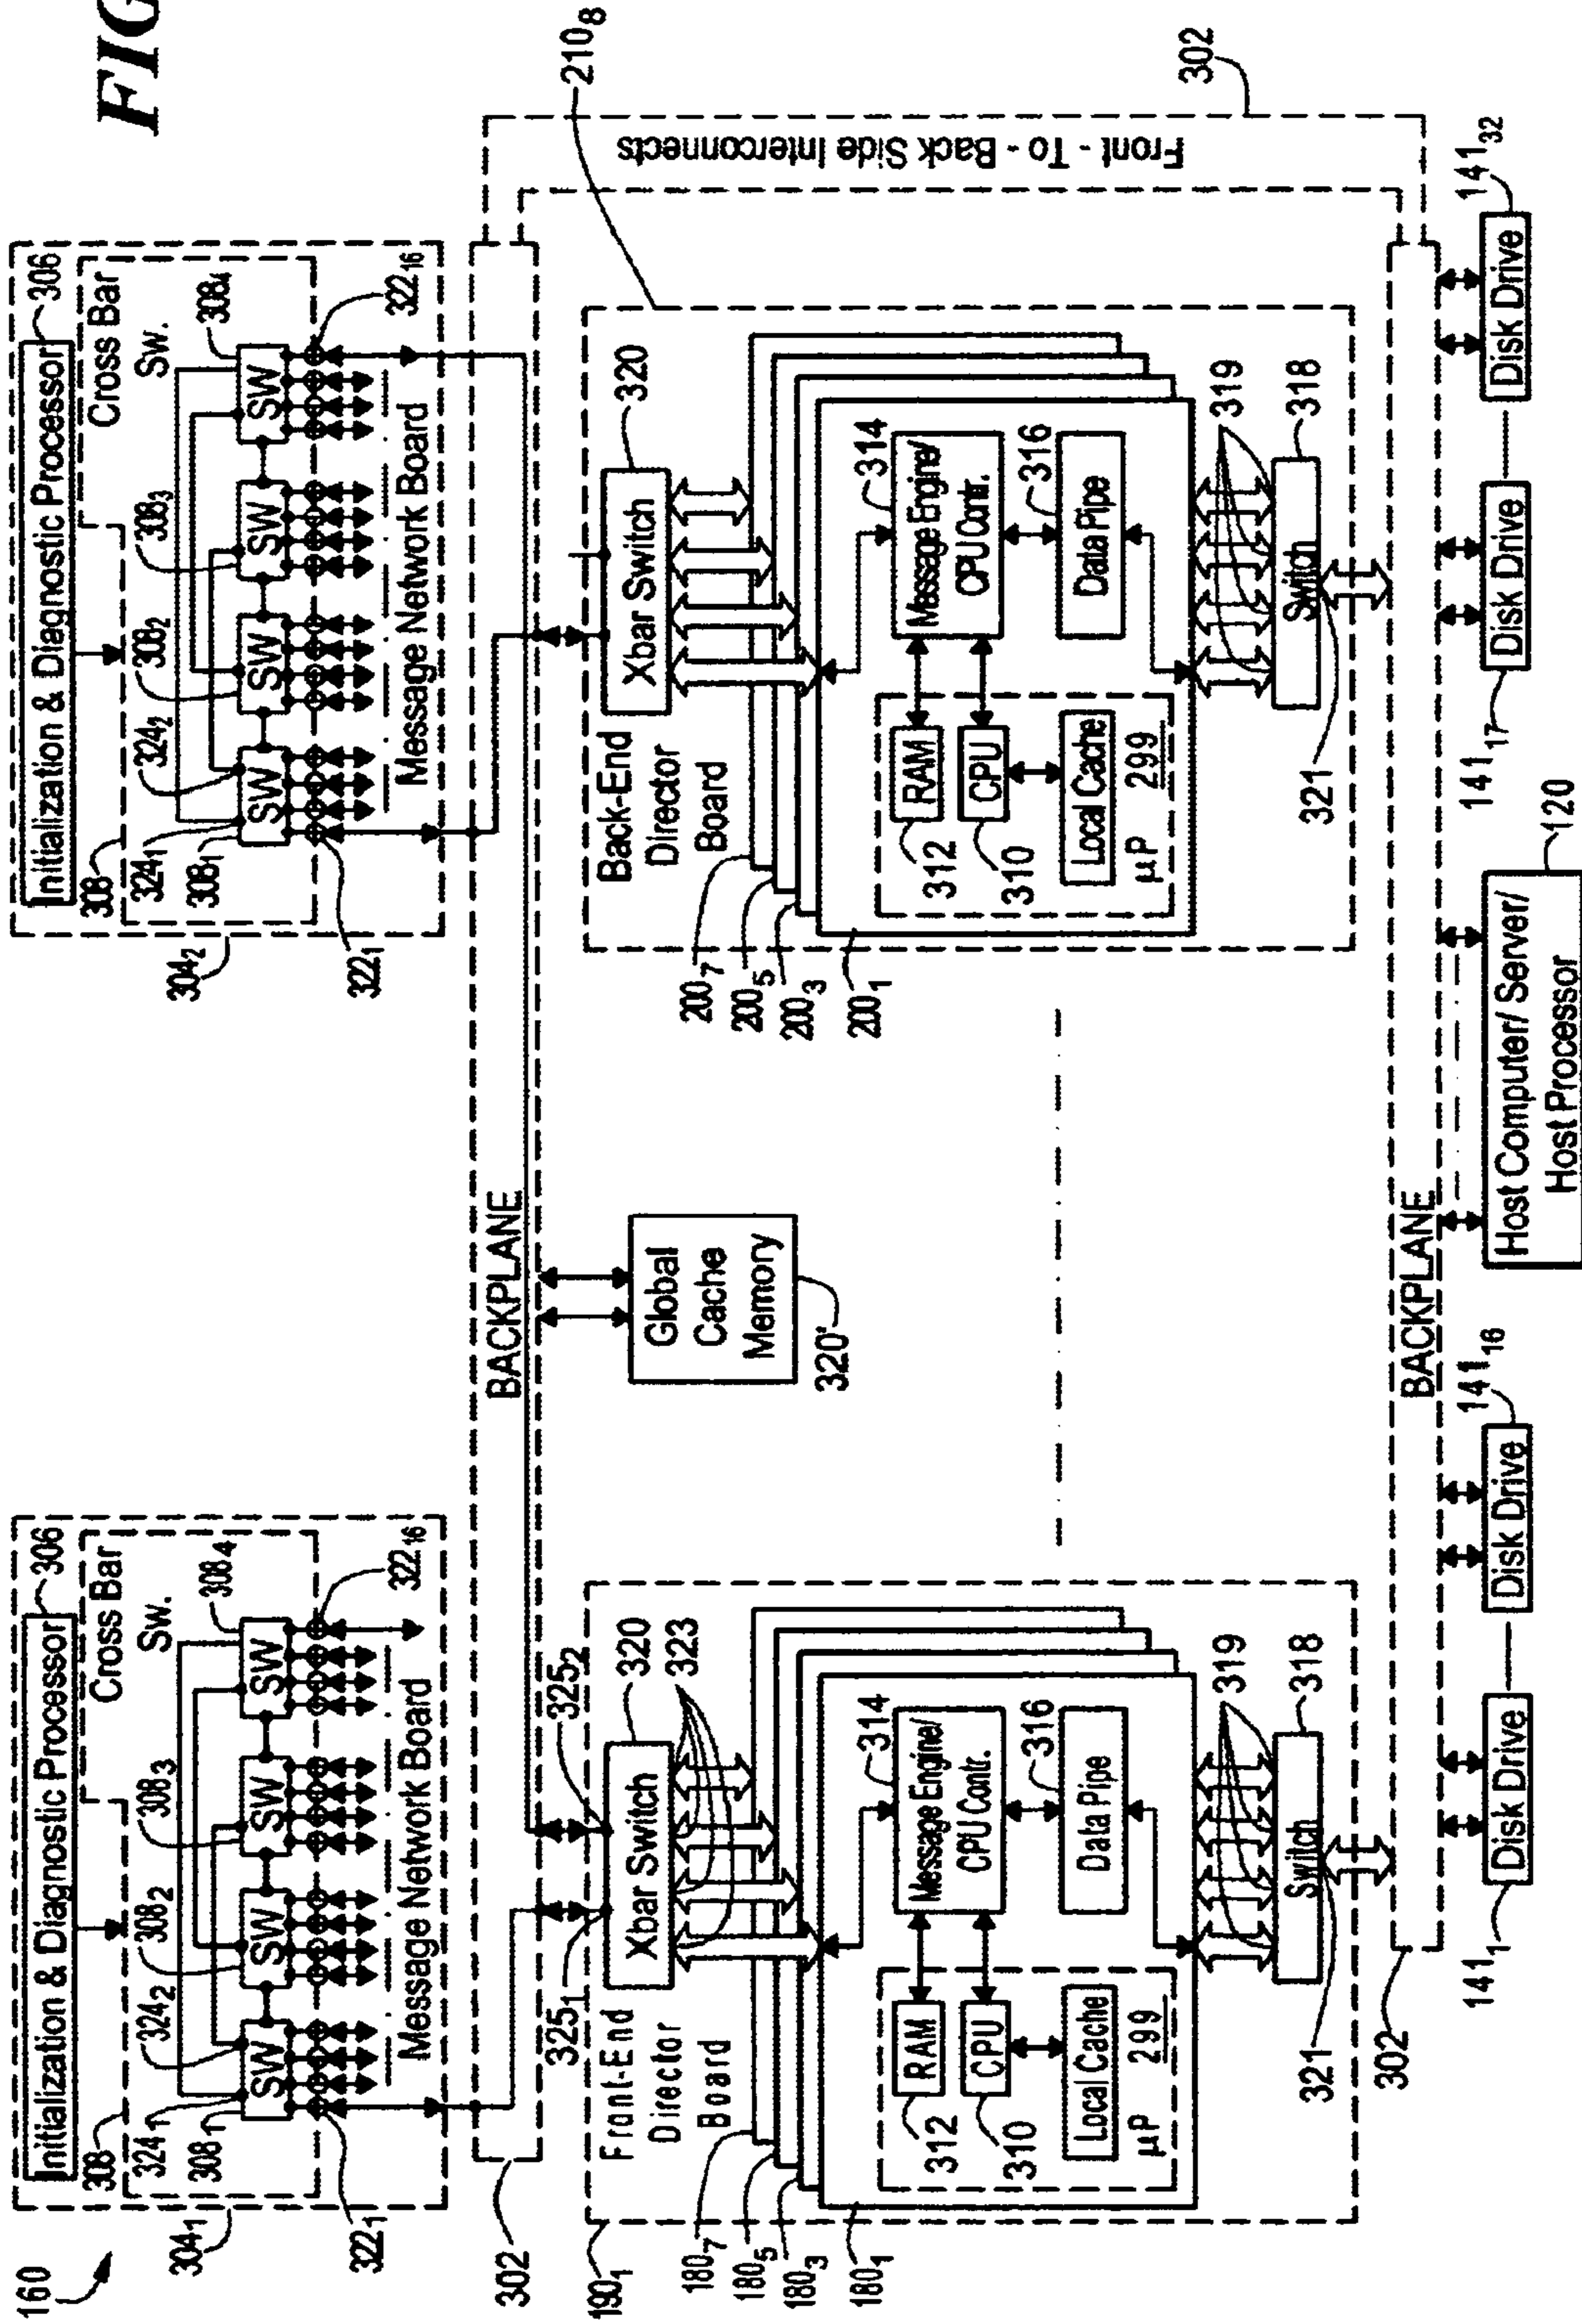 FIG
160
304₁
308
324₁
308₁
322₁
Initialization & Diagnostic Processor
306
Cross Bar
Sw.
324₂
308₂
308₃
308₄
SW
SW
SW
SW
322₁₆
Message Network Board
304₂
308
324₁
308₁
322₁
Initialization & Diagnostic Processor
306
Cross Bar
Sw.
324₂
308₂
308₃
308₄
SW
SW
SW
SW
322₁₆
Message Network Board
302
BACKPLANE
Front - To - Back Side Interconnects
302
210₈
190₁
325₁
325₂
Front-End
Director
Board
Xbar Switch
320
323
180₇
180₅
180₃
180₁
312
RAM
310
CPU
Local Cache
µP
299
Message Engine/
CPU Contr.
314
316
Data Pipe
319
318
Switch
321
Global
Cache
Memory
320'
Back-End
Director
Board
Xbar Switch
320
200₇
200₅
200₃
200₁
312
RAM
310
CPU
Local Cache
µP
299
Message Engine/
CPU Contr.
314
316
Data Pipe
319
318
Switch
321
302
BACKPLANE
141₁
Disk Drive
Disk Drive
141₁₆
Host Computer/ Server/
Host Processor
120
141₁₇
Disk Drive
Disk Drive
141₃₂